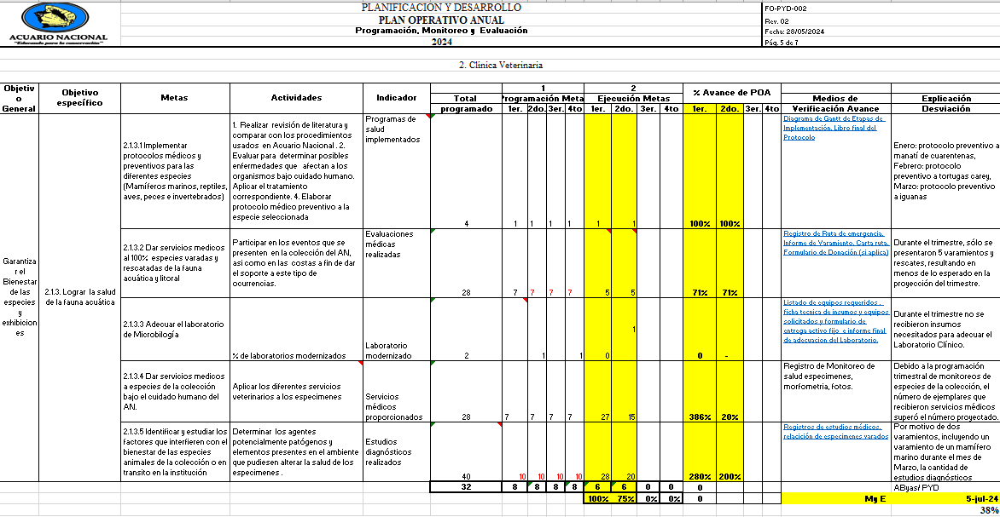 PLANIFICACIÓN Y DESARROLLO
PLAN OPERATIVO ANUAL
Programación, Monitoreo y Evaluación
2024
ACUARIO NACIONAL
"Educando para la conservación"
FO-PYD-002
Rev. 02
Fecha: 28/05/2024
Pág. 5 de 7
2. Clinica Veterinaria
Objetiv
o
General
Objetivo
especifico
Metas
Actividades
Indicador
Total
programado
1
Programación Meta
1er. 2do. 3er. 4to
2
Ejecución Metas
1er. 2do. 3er. 4to
% Avance de POA
1er. 2do. 3er. 4to
Medios de
Verificación Avance
Explicación
Desviación
Garantiza
r el
Bienestar
de las
especies
y
exhibicion
es
2.1.3. Lograr la salud
de la fauna acuática
2.1.3.1 Implementar
protocolos médicos y
preventivos para las
diferentes especies
(Mamíferos marinos, reptiles,
aves, peces e invertebrados)
1. Realizar revisión de literatura y
comparar con los procedimientos
usados en Acuario Nacional . 2.
Evaluar para determinar posibles
enfermedades que afectan a los
organismos bajo cuidado humano.
Aplicar el tratamiento
correspondiente. 4. Elaborar
protocolo médico preventivo a la
especie seleccionada
Programas de
salud
implementados
4 1 1 1 1 1 1 100% 100%
Diagrama de Gantt de Etapas de
Implementación. Libro final del
Protocolo
Enero: protocolo preventivo a
manatí de cuarentenas,
Febrero: protocolo
preventivo a tortugas carey,
Marzo: protocolo preventivo
a iguanas
2.1.3.2 Dar servicios medicos
al 100% especies varadas y
rescatadas de la fauna
acuática y litoral
Participar en los eventos que se
presenten en la colección del AN,
asi como en las costas a fin de dar
el soporte a este tipo de
ocurrencias.
Evaluaciones
médicas
realizadas
28 7 7 7 7 5 5 71% 71%
Registro de Ruta de emergencia.
Informe de Varamiento. Carta ruta.
Formulario de Donación (si aplica)
Durante el trimestre, sólo se
presentaron 5 varamientos y
rescates, resultando en
menos de lo esperado en la
proyección del trimestre.
2.1.3.3 Adecuar el laboratorio
de Microbilogía
% de laboratorios modernizados
Laboratorio
modernizado
2 1 1 0 1 0 -
Listado de equipos requeridos .
ficha tecnica de insumos y equipos
solicitados y formulario de
entrega activo fijo e informe final
de adecuacion del Laboratorio.
Durante el trimestre no se
recibieron insumos
necesitados para adecuar el
Laboratorio Clínico.
2.1.3.4 Dar servicios medicos
a especies de la colección
bajo el cuidado humano del
AN.
Aplicar los diferentes servicios
veterinarios a los especimenes
Servicios
médicos
proporcionados
28 7 7 7 7 27 15 386% 20%
Registro de Monitoreo de
salud especimenes,
morfometria, fotos.
Debido a la programación
trimestral de monitoreos de
especies de la colección, el
número de ejemplares que
recibieron servicios médicos
superó el número proyectado.
2.1.3.5 Identificar y estudiar los
factores que interfieren con el
bienestar de las especies
animales de la colección o en
transito en la institución
Determinar los agentes
potencialmente patógenos y
elementos presentes en el ambiente
que pudiesen alterar la salud de los
especimenes .
Estudios
diagnósticos
realizados
40 10 10 10 10 28 20 280% 200%
Registros de estudios médicos,
relación de especimenes varados
Por motivo de dos
varamientos, incluyendo un
varamiento de un mamífero
marino durante el mes de
Marzo, la cantidad de
estudios diagnósticos
32 8 8 8 8 6 6 0 0 0
AByas/ PYD
100% 75% 0% 0% 0
My E
5-jul-24
38%